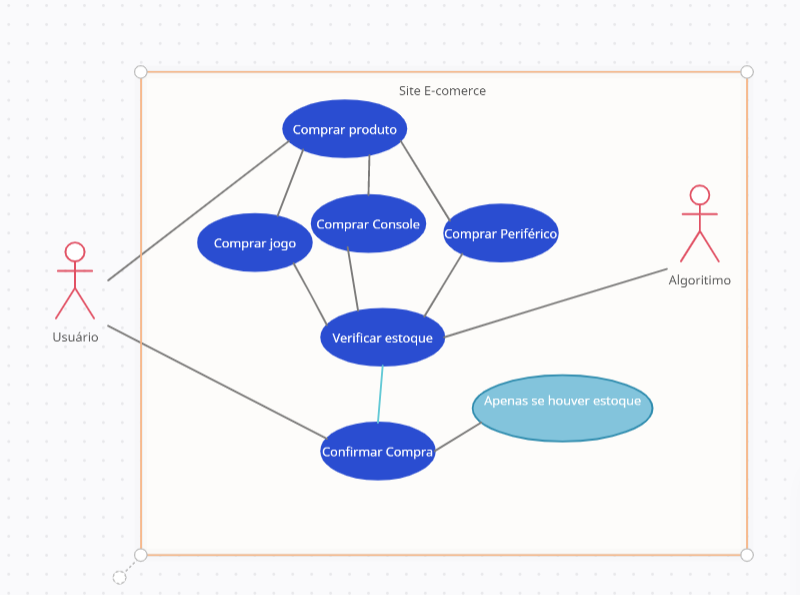 Site E-comerce
Comprar produto
Comprar Console
Comprar jogo
Comprar Periférico
Algoritimo
Usuário
Verificar estoque
Apenas se houver estoque
Confirmar Compra